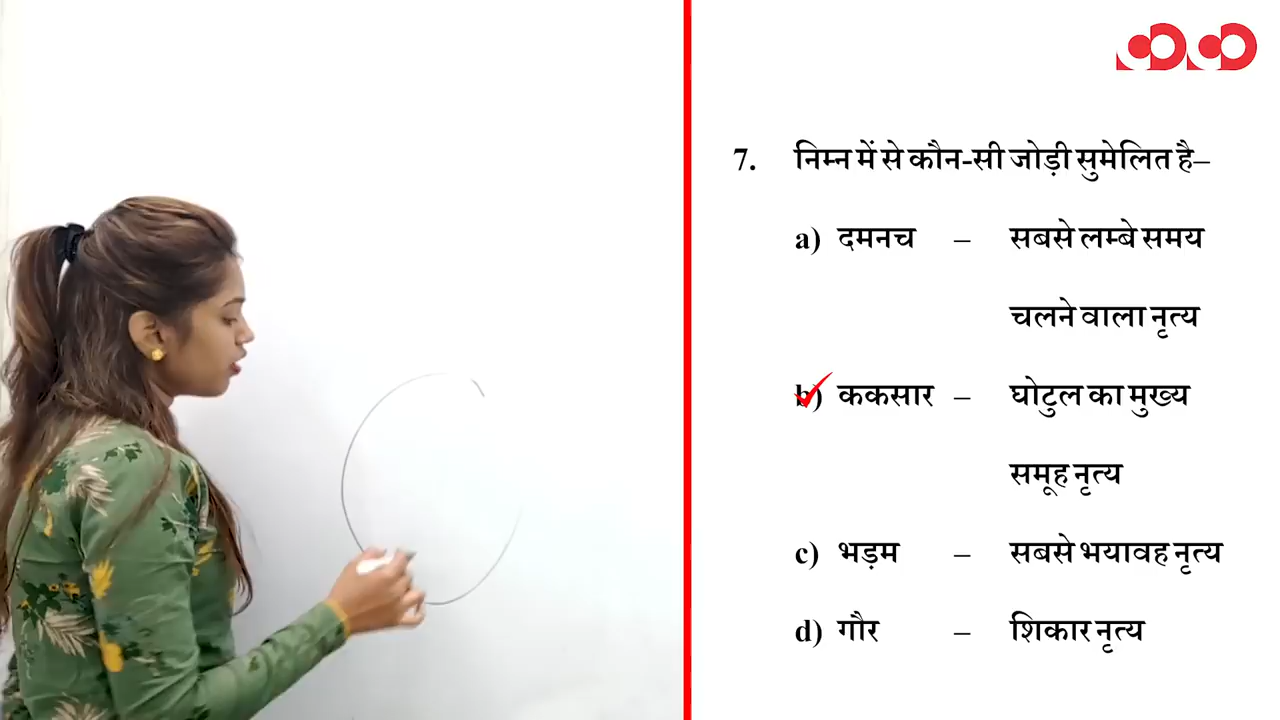 7. निम्न में से कौन-सी जोड़ी सुमेलित है–
a) दमनच – सबसे लम्बे समय
चलने वाला नृत्य
b) ककसार – घोटुल का मुख्य
समूह नृत्य
c) भड़म – सबसे भयावह नृत्य
d) गौर – शिकार नृत्य